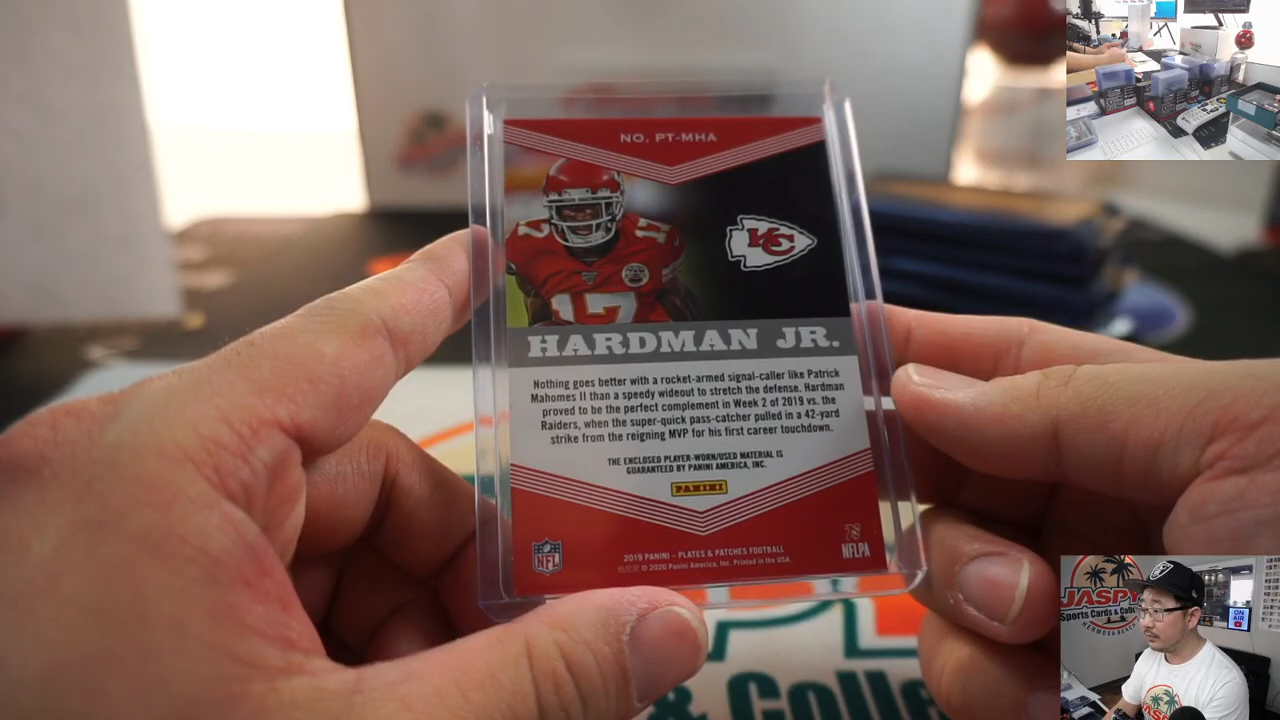 NO. PT-MHA
17
17
KC
HARDMAN JR.
Nothing goes better with a rocket-armed signal-caller like Patrick
Mahomes II than a speedy wideout to stretch the defense. Hardman
proved to be the perfect complement in Week 2 of 2019 vs. the
Raiders, when the super-quick pass-catcher pulled in a 42-yard
strike from the reigning MVP for his first career touchdown.
THE ENCLOSED PLAYER-WORN/USED MATERIAL IS
GUARANTEED BY PANINI AMERICA, INC.
PANINI
NFL
2019 PANINI – PLATES & PATCHES FOOTBALL
© 2020 Panini America, Inc. Printed in the USA.
NFLPA
& Colle
JASPY
Sports Cards & Colle
HERMOSA BEACH
ON
AIR